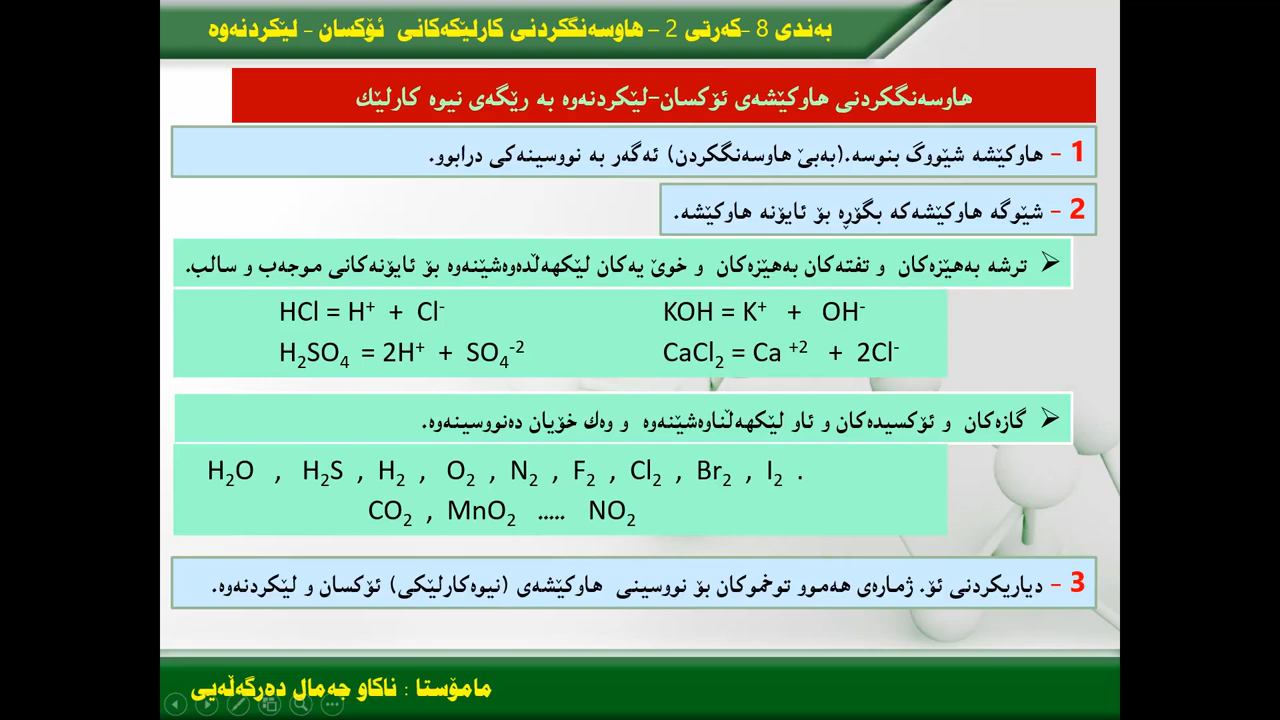 بەندی 8 –کەرتی 2 – هاوسەنگکردنی کارلێکەکانی ئۆکسان - لێکردنەوە
هاوسەنگکردنی هاوکێشەی ئۆکسان-لێکردنەوە بە رێگەی نیوە کارلێك
1 - هاوکێشە شێووگ بنوسە.(بەبێ هاوسەنگکردن) ئەگەر بە نووسینەکی درابوو.
2 - شێوگە هاوکێشەکە بگۆڕە بۆ ئایۆنە هاوکێشە.
ترشە بەهێزەکان و تفتەکان بەهێزەکان و خوێ یەکان لێکهەڵدەوەشێنەوە بۆ ئایۆنەکانی موجەب و سالب.
HCl = H⁺ + Cl⁻ KOH = K⁺ + OH⁻
H₂SO₄ = 2H⁺ + SO₄⁻² CaCl₂ = Ca ⁺² + 2Cl⁻
گازەکان و ئۆکسیدەکان و ئاو لێکهەڵناوەشێنەوە و وەك خۆیان دەنووسینەوە.
H₂O , H₂S , H₂ , O₂ , N₂ , F₂ , Cl₂ , Br₂ , I₂ .
CO₂ , MnO₂ ..... NO₂
3 - دیاریکردنی ئۆ. ژمارەی هەموو توخموکان بۆ نووسینی هاوکێشەی (نیوەکارلێکی) ئۆکسان و لێکردنەوە.
مامۆستا : ناکاو جەمال دەرگەڵەیی